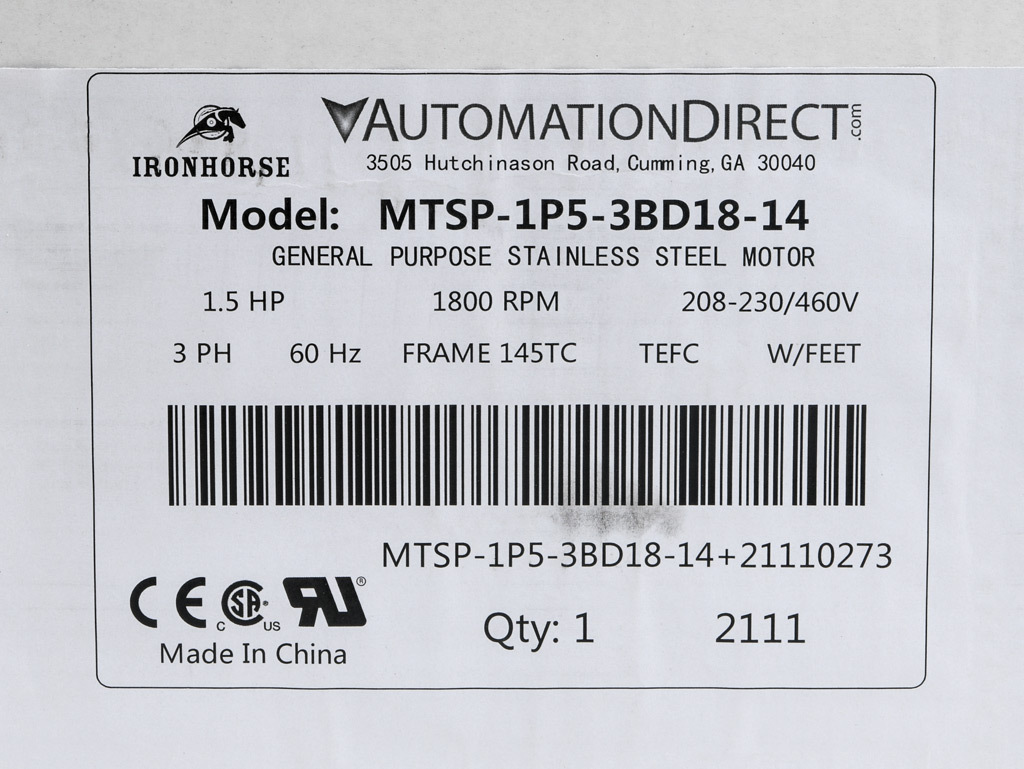 IRONHORSE
AUTOMATIONDIRECT.com
3505 Hutchinason Road, Cumming, GA 30040
Model: MTSP-1P5-3BD18-14
GENERAL PURPOSE STAINLESS STEEL MOTOR
1.5 HP 1800 RPM 208-230/460V
3 PH 60 Hz FRAME 145TC TEFC W/FEET
MTSP-1P5-3BD18-14+21110273
CE C SA® US RU®
Qty: 1 2111
Made In China